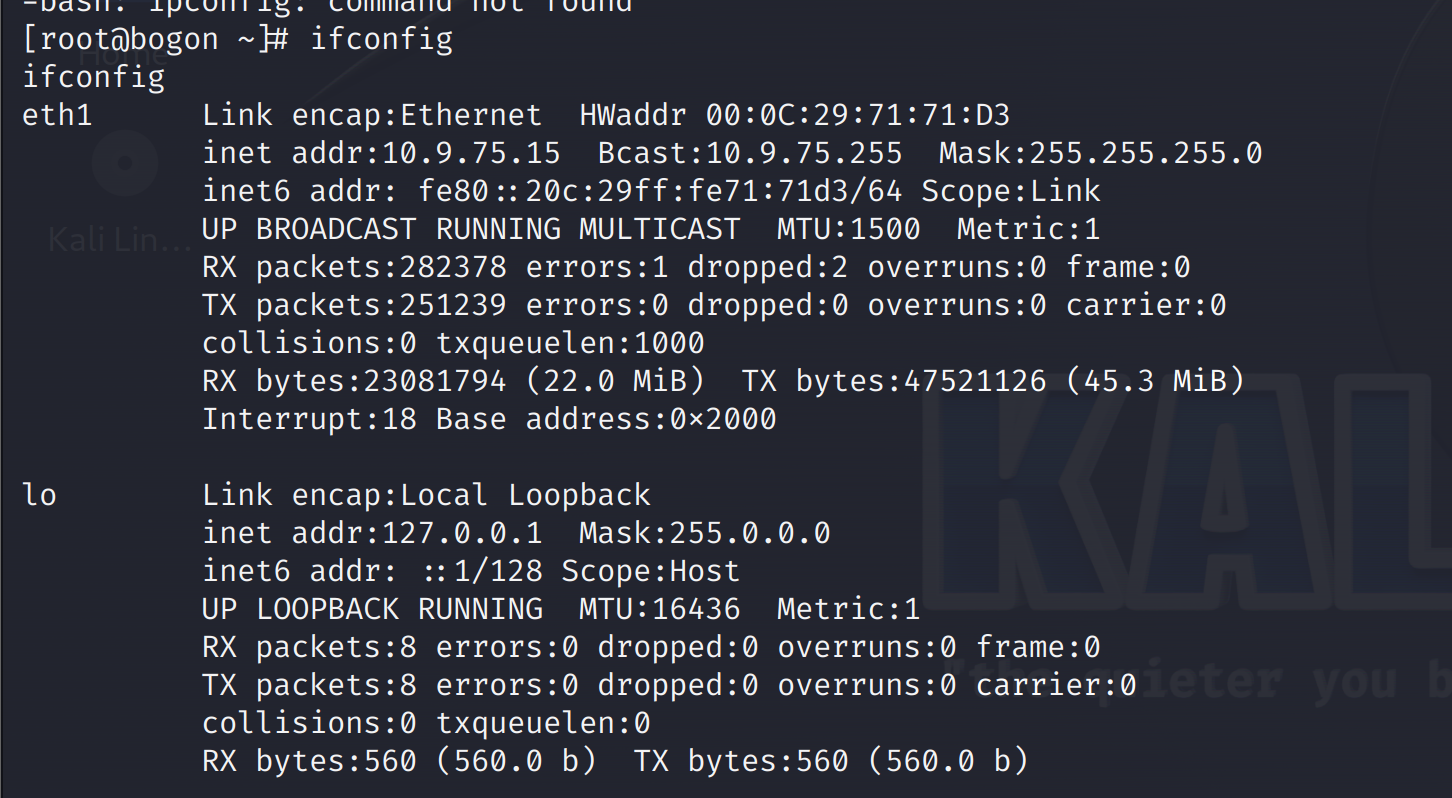 -bash: ipconfig: command not found
[root@bogon ~]# ifconfig
ifconfig
eth1      Link encap:Ethernet  HWaddr 00:0C:29:71:71:D3
          inet addr:10.9.75.15  Bcast:10.9.75.255  Mask:255.255.255.0
          inet6 addr: fe80::20c:29ff:fe71:71d3/64 Scope:Link
          UP BROADCAST RUNNING MULTICAST  MTU:1500  Metric:1
          RX packets:282378 errors:1 dropped:2 overruns:0 frame:0
          TX packets:251239 errors:0 dropped:0 overruns:0 carrier:0
          collisions:0 txqueuelen:1000
          RX bytes:23081794 (22.0 MiB)  TX bytes:47521126 (45.3 MiB)
          Interrupt:18 Base address:0×2000
lo        Link encap:Local Loopback
          inet addr:127.0.0.1  Mask:255.0.0.0
          inet6 addr: ::1/128 Scope:Host
          UP LOOPBACK RUNNING  MTU:16436  Metric:1
          RX packets:8 errors:0 dropped:0 overruns:0 frame:0
          TX packets:8 errors:0 dropped:0 overruns:0 carrier:0
          collisions:0 txqueuelen:0
          RX bytes:560 (560.0 b)  TX bytes:560 (560.0 b)
Home
Kali Lin...
KAL
"the quieter you b